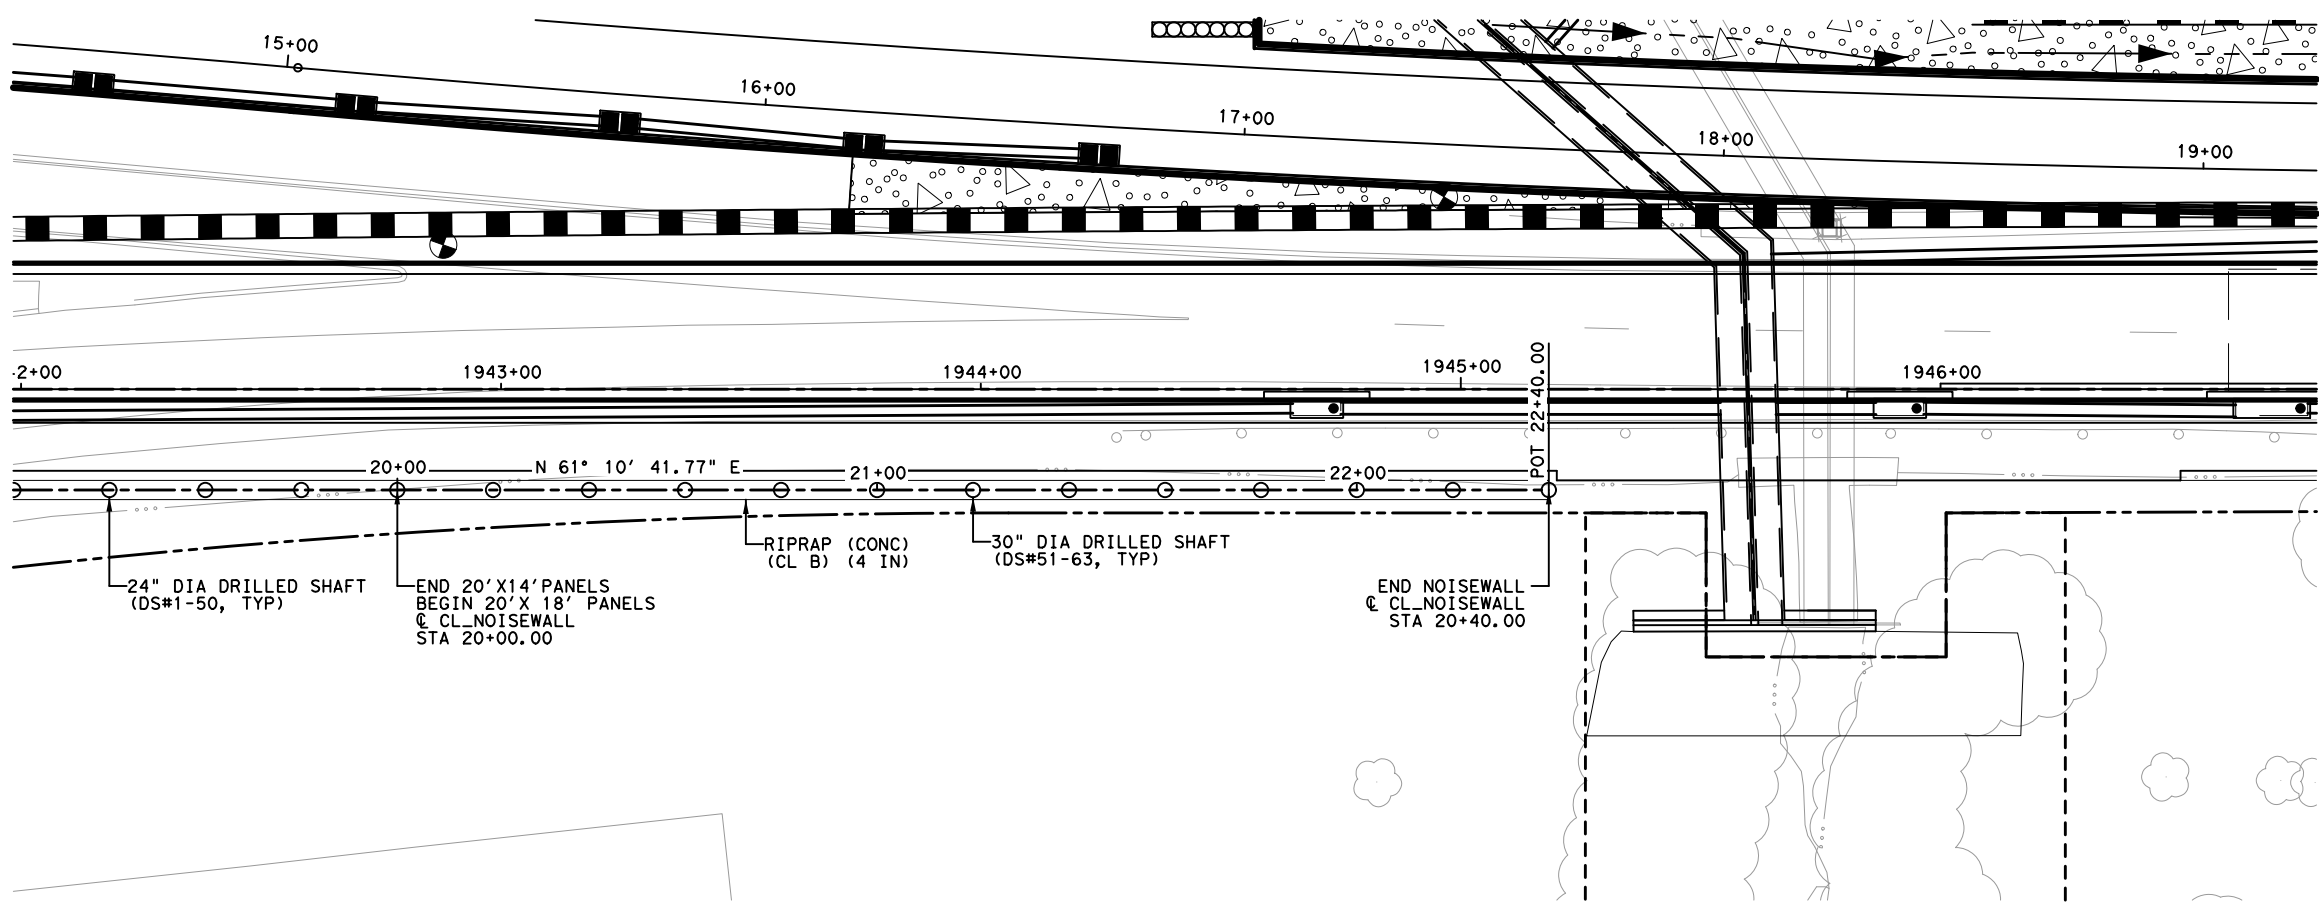 15+00
16+00
17+00
18+00
19+00
-2+00
1943+00
1944+00
1945+00
1946+00
POT 22+40.00
20+00
N 61° 10' 41.77" E
21+00
22+00
24" DIA DRILLED SHAFT
(DS#1-50, TYP)
END 20'X14'PANELS
BEGIN 20'X 18' PANELS
℄ CL_NOISEWALL
STA 20+00.00
RIPRAP (CONC)
(CL B) (4 IN)
30" DIA DRILLED SHAFT
(DS#51-63, TYP)
END NOISEWALL
℄ CL_NOISEWALL
STA 20+40.00